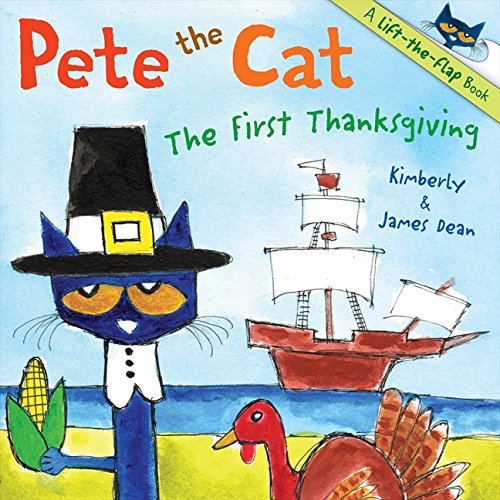 A Lift-the-Flap Book
Pete the Cat
The First Thanksgiving
Kimberly
&
James Dean